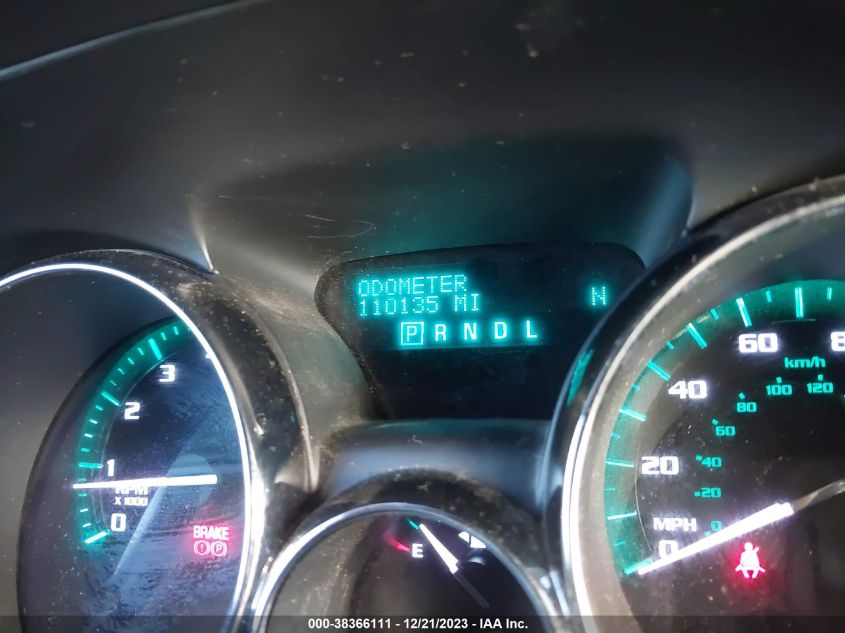 ODOMETER
110135 MI
N
P R N D L
3
2
1
RPM
X 1000
0
BRAKE
P
E
60
40
20
MPH
0
km/h
120
100
80
60
40
20
0
000-38366111 - 12/21/2023 - IAA Inc.